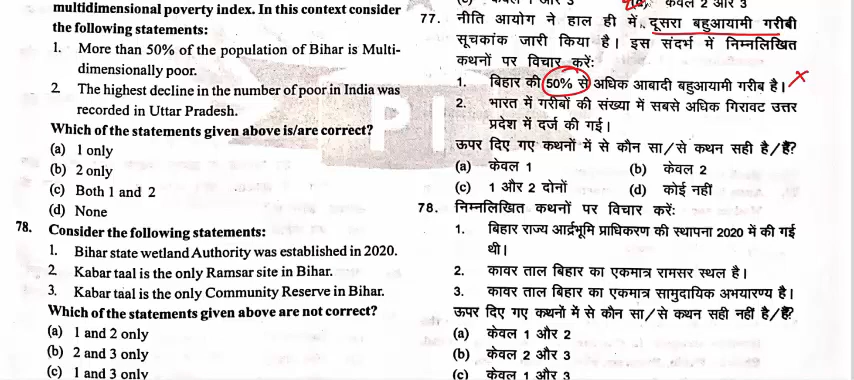 multidimensional poverty index. In this context consider
the following statements:
1. More than 50% of the population of Bihar is Multi-
dimensionally poor.
2. The highest decline in the number of poor in India was
recorded in Uttar Pradesh.
Which of the statements given above is/are correct?
(a) 1 only
(b) 2 only
(c) Both 1 and 2
(d) None
78. Consider the following statements:
1. Bihar state wetland Authority was established in 2020.
2. Kabar taal is the only Ramsar site in Bihar.
3. Kabar taal is the only Community Reserve in Bihar.
Which of the statements given above are not correct?
(a) 1 and 2 only
(b) 2 and 3 only
(c) 1 and 3 only
केवल 2 और 3
77. नीति आयोग ने हाल ही में, दूसरा बहुआयामी गरीबी
सूचकांक जारी किया है। इस संदर्भ में निम्नलिखित
कथनों पर विचार करें:
1. बिहार की 50% से अधिक आबादी बहुआयामी गरीब है।
2. भारत में गरीबों की संख्या में सबसे अधिक गिरावट उत्तर
प्रदेश में दर्ज की गई।
ऊपर दिए गए कथनों में से कौन सा/से कथन सही है/हैं?
(a) केवल 1 (b) केवल 2
(c) 1 और 2 दोनों (d) कोई नहीं
78. निम्नलिखित कथनों पर विचार करें:
1. बिहार राज्य आर्द्रभूमि प्राधिकरण की स्थापना 2020 में की गई
थी।
2. कावर ताल बिहार का एकमात्र रामसर स्थल है।
3. कावर ताल बिहार का एकमात्र सामुदायिक अभयारण्य है।
ऊपर दिए गए कथनों में से कौन सा/से कथन सही नहीं है/हैं?
(a) केवल 1 और 2
(b) केवल 2 और 3
(c) केवल 1 और 3